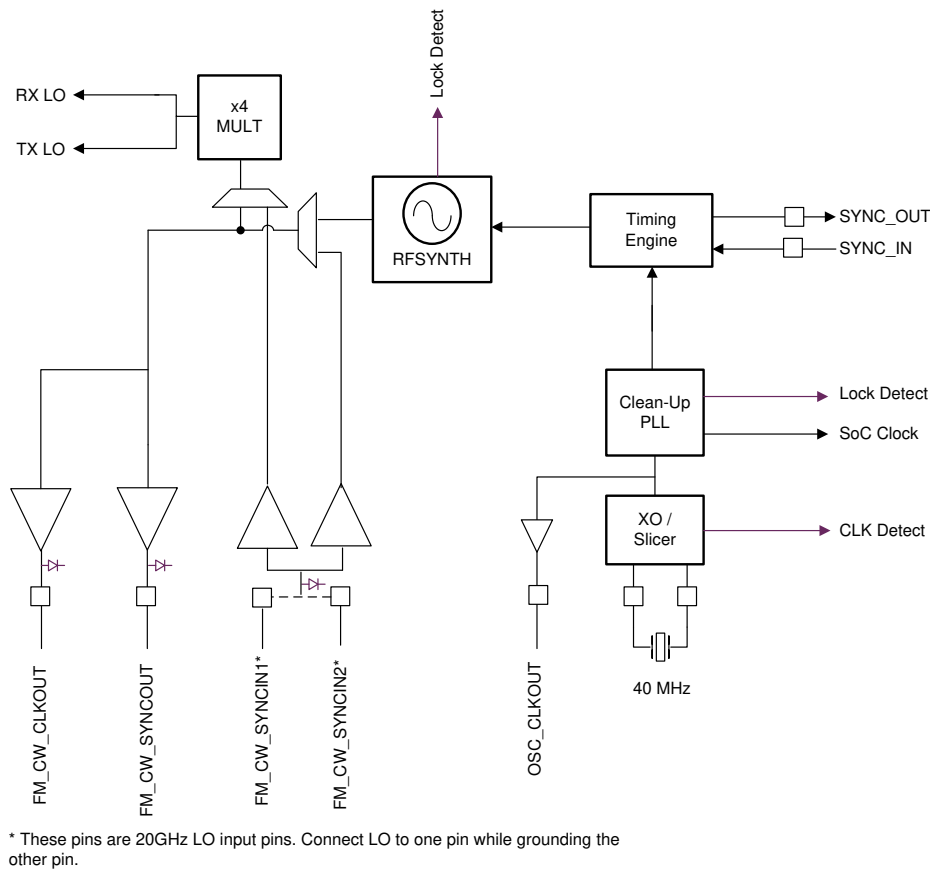 Lock Detect
RX LO
TX LO
x4
MULT
RFSYNTH
Timing
Engine
SYNC_OUT
SYNC_IN
Clean-Up
PLL
Lock Detect
SoC Clock
XO /
Slicer
CLK Detect
40 MHz
FM_CW_CLKOUT
FM_CW_SYNCOUT
FM_CW_SYNCIN1*
FM_CW_SYNCIN2*
OSC_CLKOUT
* These pins are 20GHz LO input pins. Connect LO to one pin while grounding the
other pin.